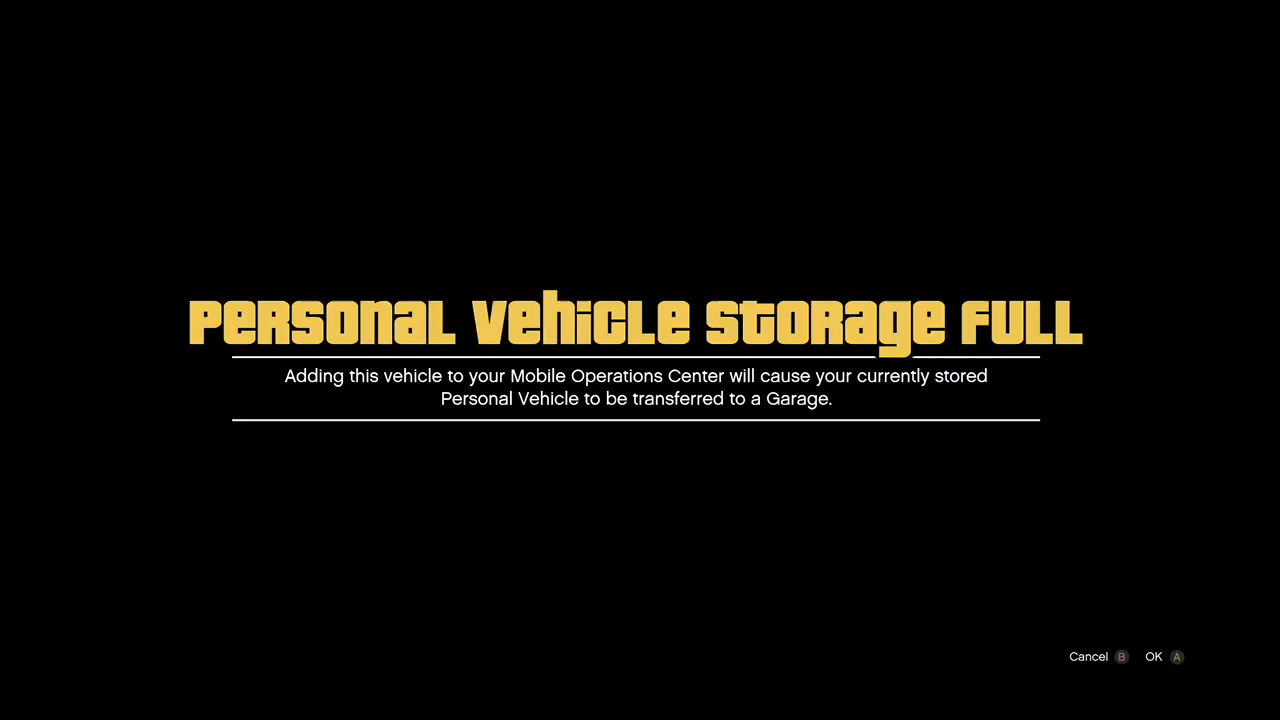 Personal Vehicle Storage Full
Adding this vehicle to your Mobile Operations Center will cause your currently stored
Personal Vehicle to be transferred to a Garage.
Cancel B OK A